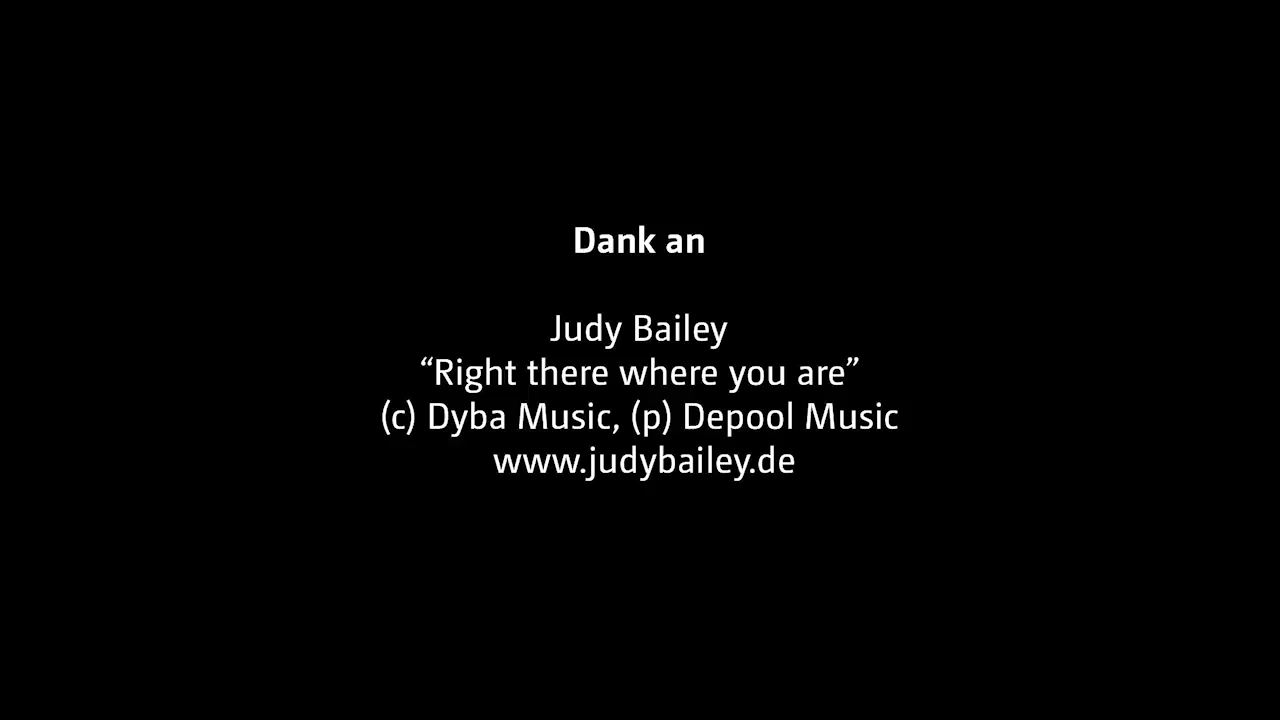 Dank an
Judy Bailey
“Right there where you are”
(c) Dyba Music, (p) Depool Music
www.judybailey.de